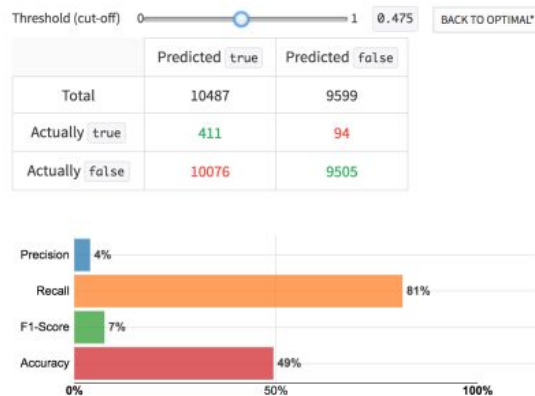 Threshold (cut-off) 0 1 0.475 BACK TO OPTIMAL*
Predicted true Predicted false
Total 10487 9599
Actually true 411 94
Actually false 10076 9505
Precision 4%
Recall 81%
F1-Score 7%
Accuracy 49%
0% 50% 100%